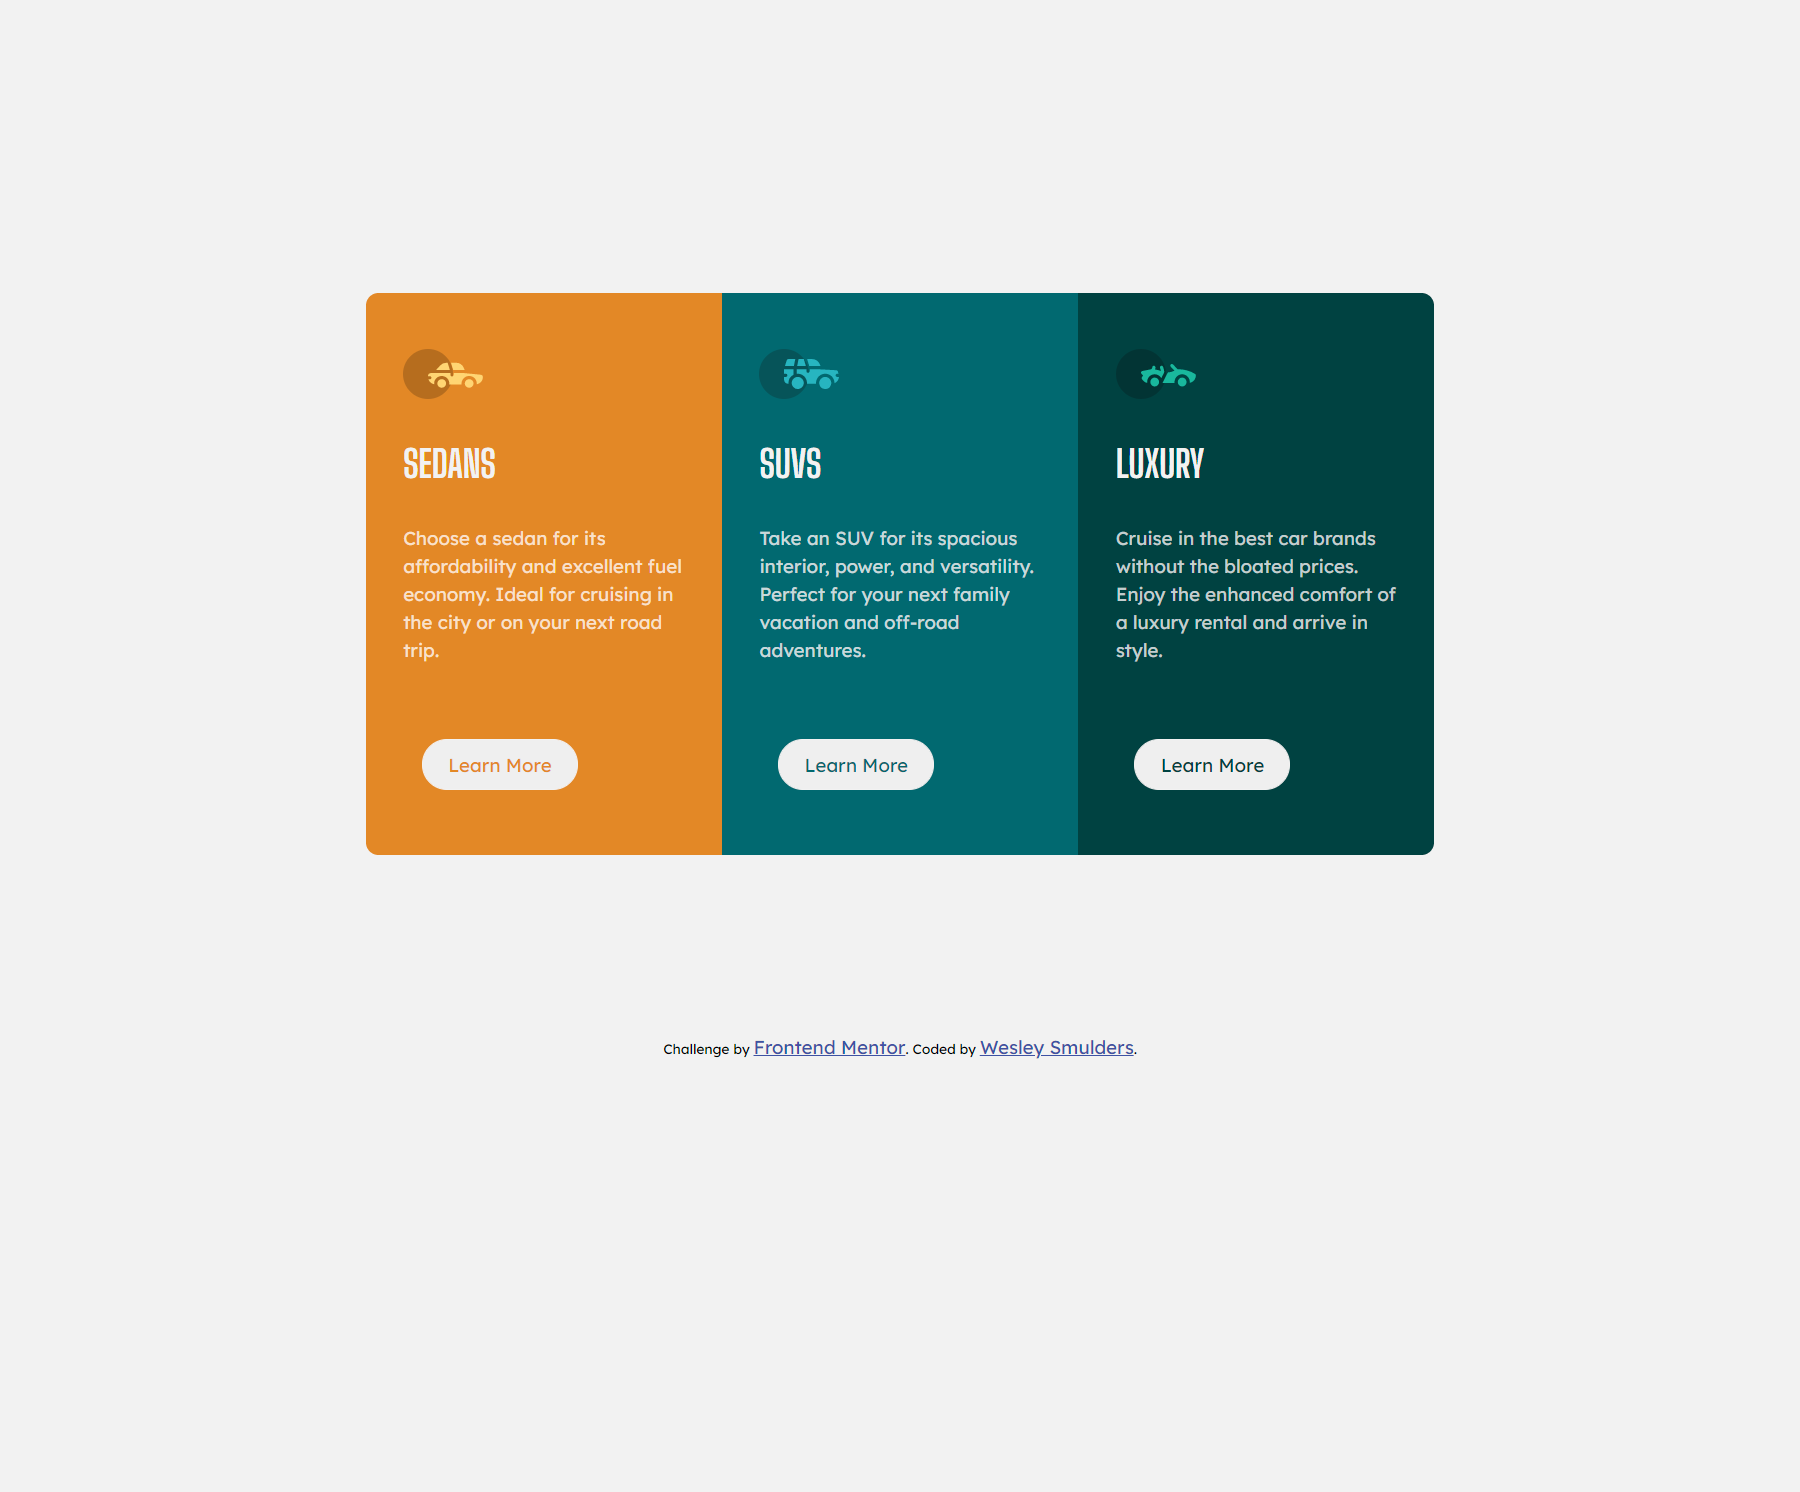 SEDANS
Choose a sedan for its
affordability and excellent fuel
economy. Ideal for cruising in
the city or on your next road
trip.
Learn More
SUVS
Take an SUV for its spacious
interior, power, and versatility.
Perfect for your next family
vacation and off-road
adventures.
Learn More
LUXURY
Cruise in the best car brands
without the bloated prices.
Enjoy the enhanced comfort of
a luxury rental and arrive in
style.
Learn More
Challenge by Frontend Mentor. Coded by Wesley Smulders.